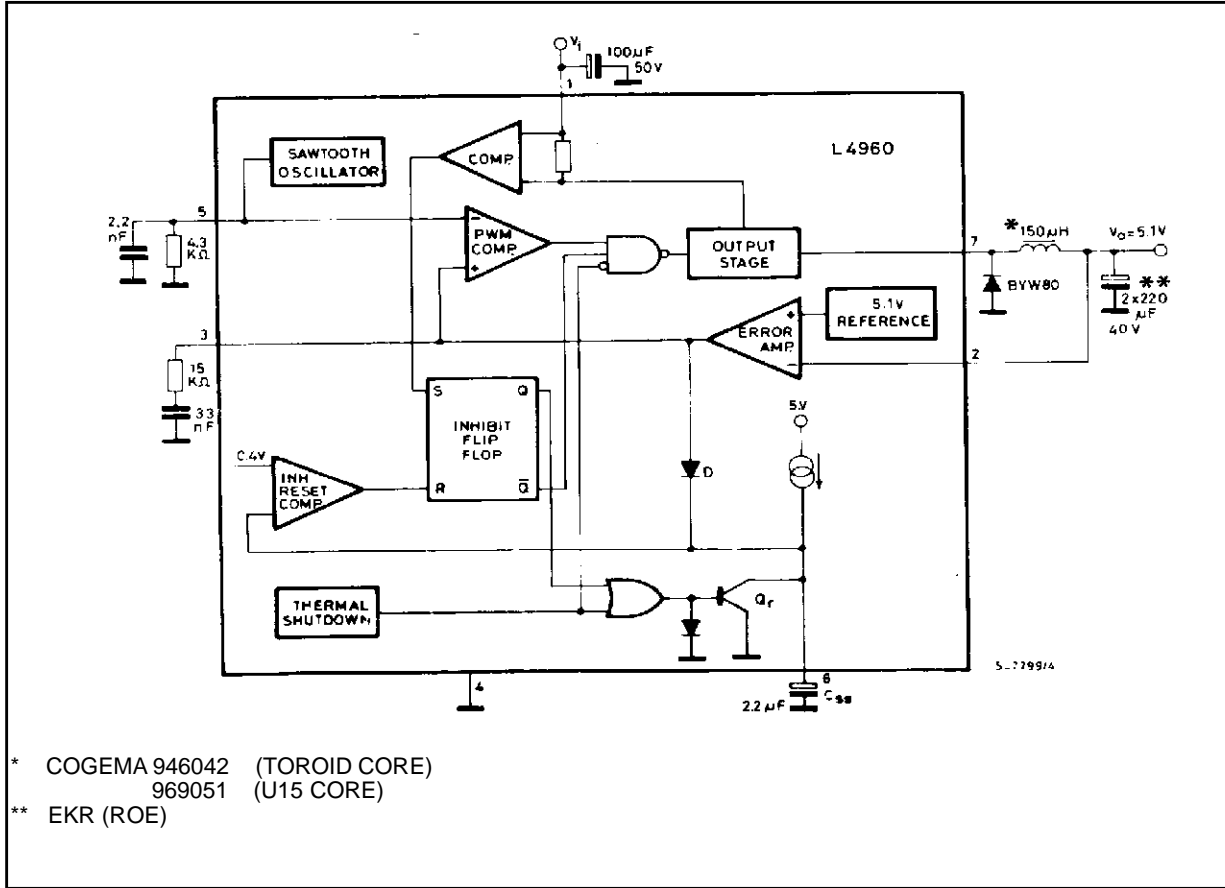 Vi
100µF
50V
1
L4960
SAWTOOTH
OSCILLATOR
COMP.
5
2.2
nF
4.3
KΩ
-
PWM
COMP.
+
OUTPUT
STAGE
7
*
150µH
Vo=5.1V
BYW80
**
2x220
µF
40V
3
ERROR
AMP.
+
-
5.1V
REFERENCE
2
15
KΩ
33
nF
S
Q
INHIBIT
FLIP
FLOP
R
Q̅
5V
D
0.4V
INH
RESET
COMP.
THERMAL
SHUTDOWN
Qr
4
6
Css
2.2µF
* COGEMA 946042 (TOROID CORE)
969051 (U15 CORE)
** EKR (ROE)